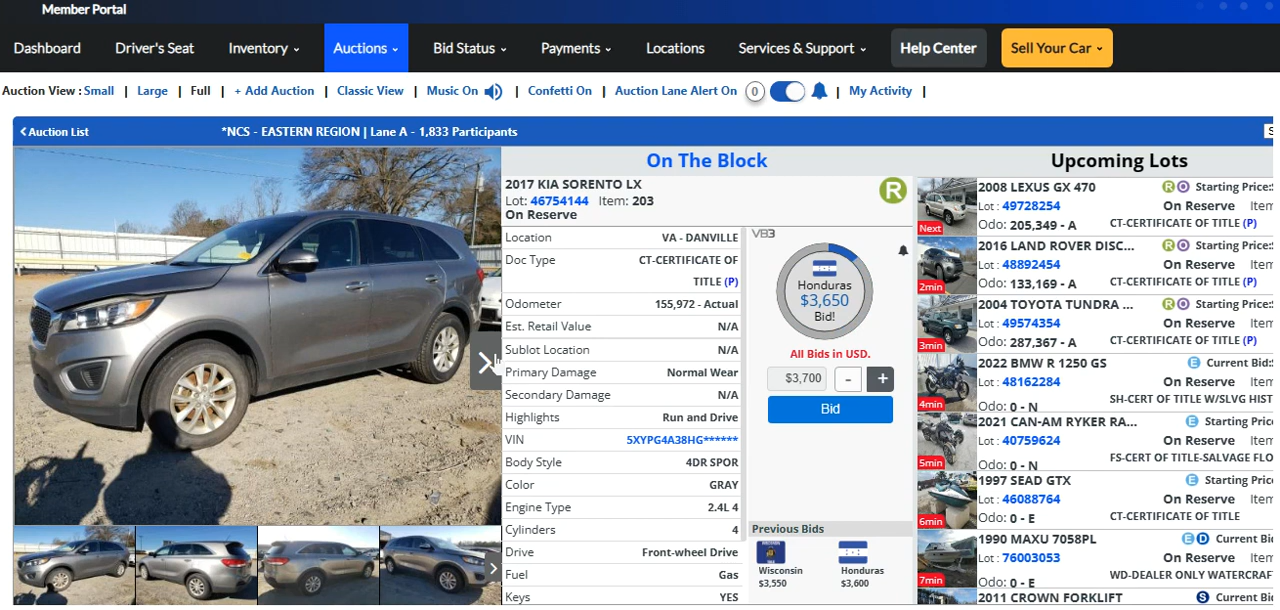 Member Portal
Dashboard Driver's Seat Inventory Auctions Bid Status Payments Locations Services & Support Help Center Sell Your Car
Auction View : Small | Large | Full | + Add Auction | Classic View | Music On | Confetti On | Auction Lane Alert On 0 | My Activity |
Auction List *NCS - EASTERN REGION | Lane A - 1,833 Participants
On The Block
2017 KIA SORENTO LX
Lot: 46754144 Item: 203
On Reserve
R
Location VA - DANVILLE
Doc Type CT-CERTIFICATE OF
TITLE (P)
Odometer 155,972 - Actual
Est. Retail Value N/A
Sublot Location N/A
Primary Damage Normal Wear
Secondary Damage N/A
Highlights Run and Drive
VIN 5XYPG4A38HG******
Body Style 4DR SPOR
Color GRAY
Engine Type 2.4L 4
Cylinders 4
Drive Front-wheel Drive
Fuel Gas
Keys YES
VB3
Honduras
$3,650
Bid!
All Bids in USD.
$3,700 - +
Bid
Previous Bids
Wisconsin Honduras
$3,550 $3,600
Upcoming Lots
2008 LEXUS GX 470 R O Starting Price:
Lot : 49728254 On Reserve Item
Next Odo: 205,349 - A CT-CERTIFICATE OF TITLE (P)
2016 LAND ROVER DISC... R O Starting Price:
Lot : 48892454 On Reserve Item
2min Odo: 133,169 - A CT-CERTIFICATE OF TITLE (P)
2004 TOYOTA TUNDRA ... R O Starting Price:
Lot : 49574354 On Reserve Item
3min Odo: 287,367 - A CT-CERTIFICATE OF TITLE (P)
2022 BMW R 1250 GS E Current Bid:
Lot : 48162284 On Reserve Item
4min Odo: 0 - N SH-CERT OF TITLE W/SLVG HIST
2021 CAN-AM RYKER RA... E Starting Price
Lot : 40759624 On Reserve Item
5min Odo: 0 - N FS-CERT OF TITLE-SALVAGE FLO
1997 SEAD GTX E Starting Price
Lot : 46088764 On Reserve Item
6min Odo: 0 - E CT-CERTIFICATE OF TITLE
1990 MAXU 7058PL E D Current Bid
Lot : 76003053 On Reserve Item
7min Odo: 0 - E WD-DEALER ONLY WATERCRAF
2011 CROWN FORKLIFT S Current Bid